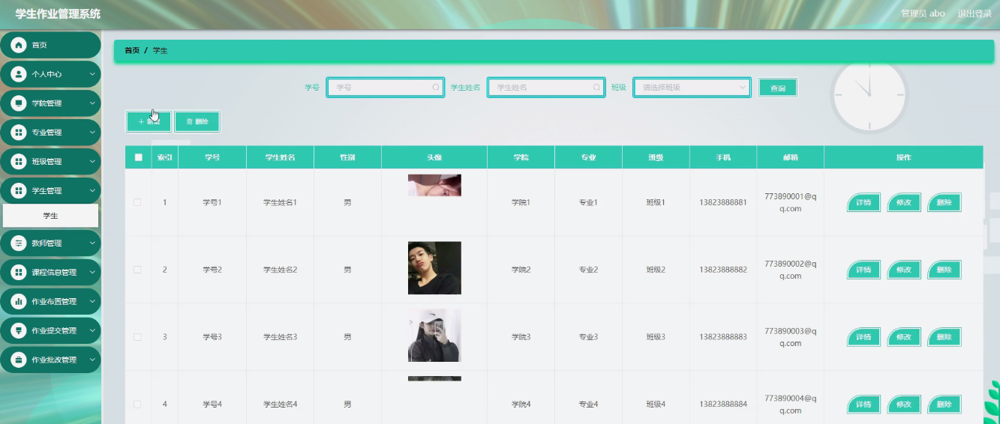 学生作业管理系统
管理员 abo 退出登录
首页
个人中心
学院管理
专业管理
班级管理
学生管理
学生
教师管理
课程信息管理
作业布置管理
作业提交管理
作业批改管理
首页 / 学生
学号 学号 学生姓名 学生姓名 班级 请选择班级 查询
+ 新增 删除
索引 学号 学生姓名 性别 头像 学院 专业 班级 手机 邮箱 操作
1 学号1 学生姓名1 男 学院1 专业1 班级1 13823888881 773890001@q
q.com 详情 修改 删除
2 学号2 学生姓名2 男 学院2 专业2 班级2 13823888882 773890002@q
q.com 详情 修改 删除
3 学号3 学生姓名3 男 学院3 专业3 班级3 13823888883 773890003@q
q.com 详情 修改 删除
4 学号4 学生姓名4 男 学院4 专业4 班级4 13823888884 773890004@q
q.com 详情 修改 删除